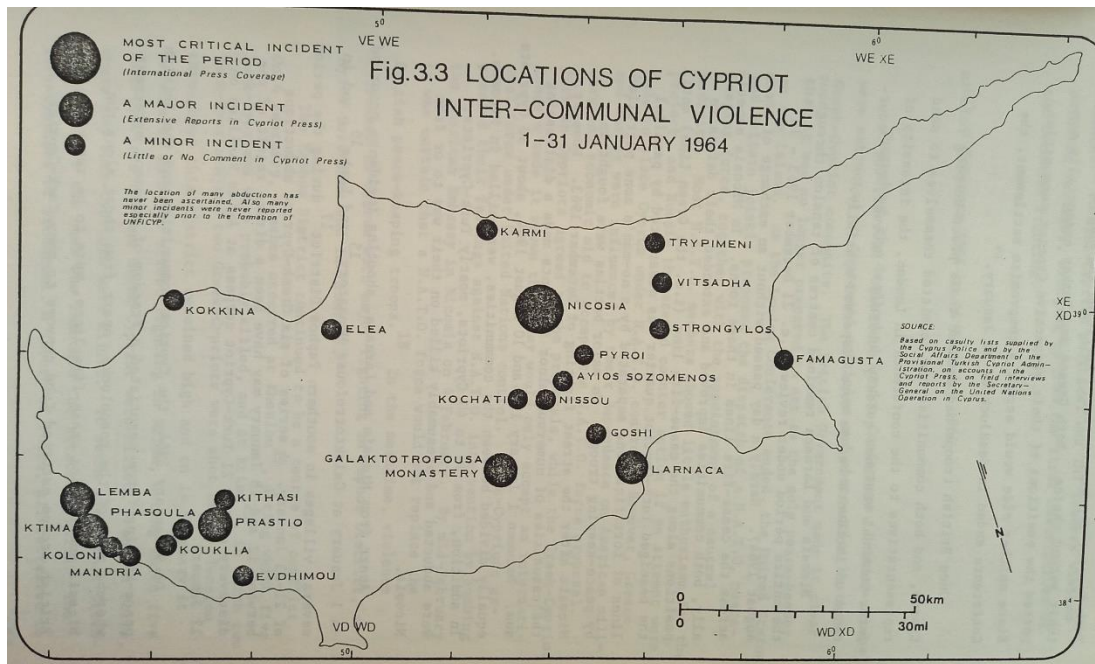 5⁰
VE WE
6⁰
WE XE
MOST CRITICAL INCIDENT
OF THE PERIOD
(International Press Coverage)
A MAJOR INCIDENT
(Extensive Reports in Cypriot Press)
A MINOR INCIDENT
(Little or No Comment in Cypriot Press)
Fig.3.3 LOCATIONS OF CYPRIOT
INTER-COMMUNAL VIOLENCE
1-31 JANUARY 1964
The location of many abductions has
never been ascertained. Also many
minor incidents were never reported
especially prior to the formation of
UNFICYP.
KARMI
TRYPIMENI
VITSADHA
KOKKINA
NICOSIA
XE
XD39⁰
ELEA
STRONGYLOS
PYROI
FAMAGUSTA
AYIOS SOZOMENOS
KOCHATI
NISSOU
GOSHI
GALAKTOTROFOUSA
MONASTERY
LARNACA
SOURCE:
Based on casulty lists supplied by
the Cyprus Police and by the
Social Affairs Department of the
Provisional Turkish Cypriot Admin-
istration, on accounts in the
Cypriot Press, on field interviews
and reports by the Secretary-
General on the United Nations
Operation in Cyprus.
LEMBA
KITHASI
PHASOULA
KTIMA
PRASTIO
KOLONI
KOUKLIA
MANDRIA
EVDHIMOU
N
0 50km
0 30ml
VD WD
WD XD
5⁰
6⁰